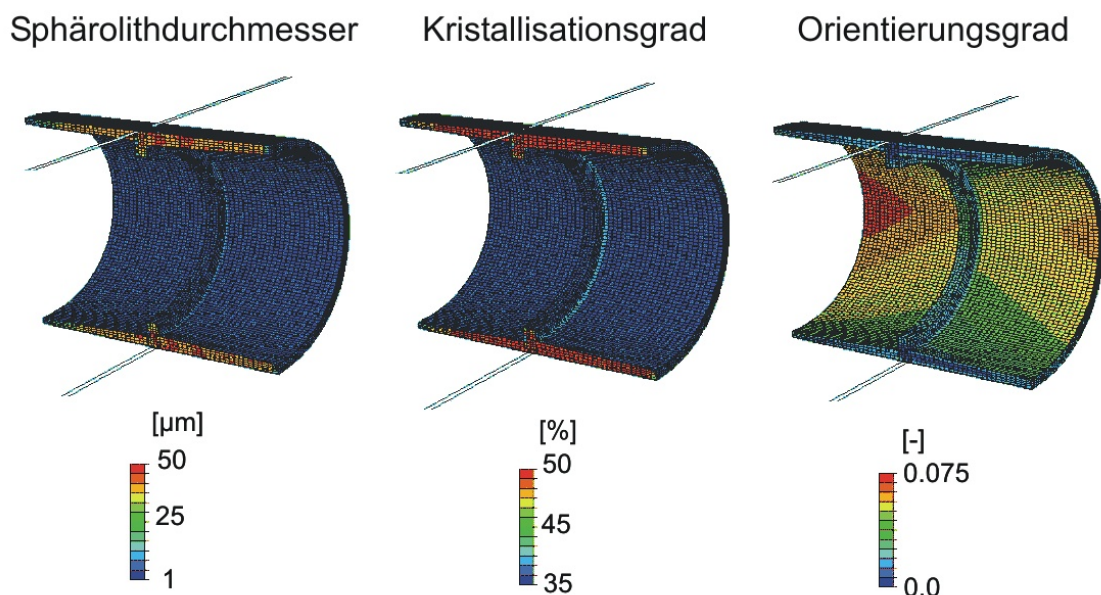 Sphärolithdurchmesser
Kristallisationsgrad
Orientierungsgrad
[µm]
50
25
1
[%]
50
45
35
[-]
0.075
0.0